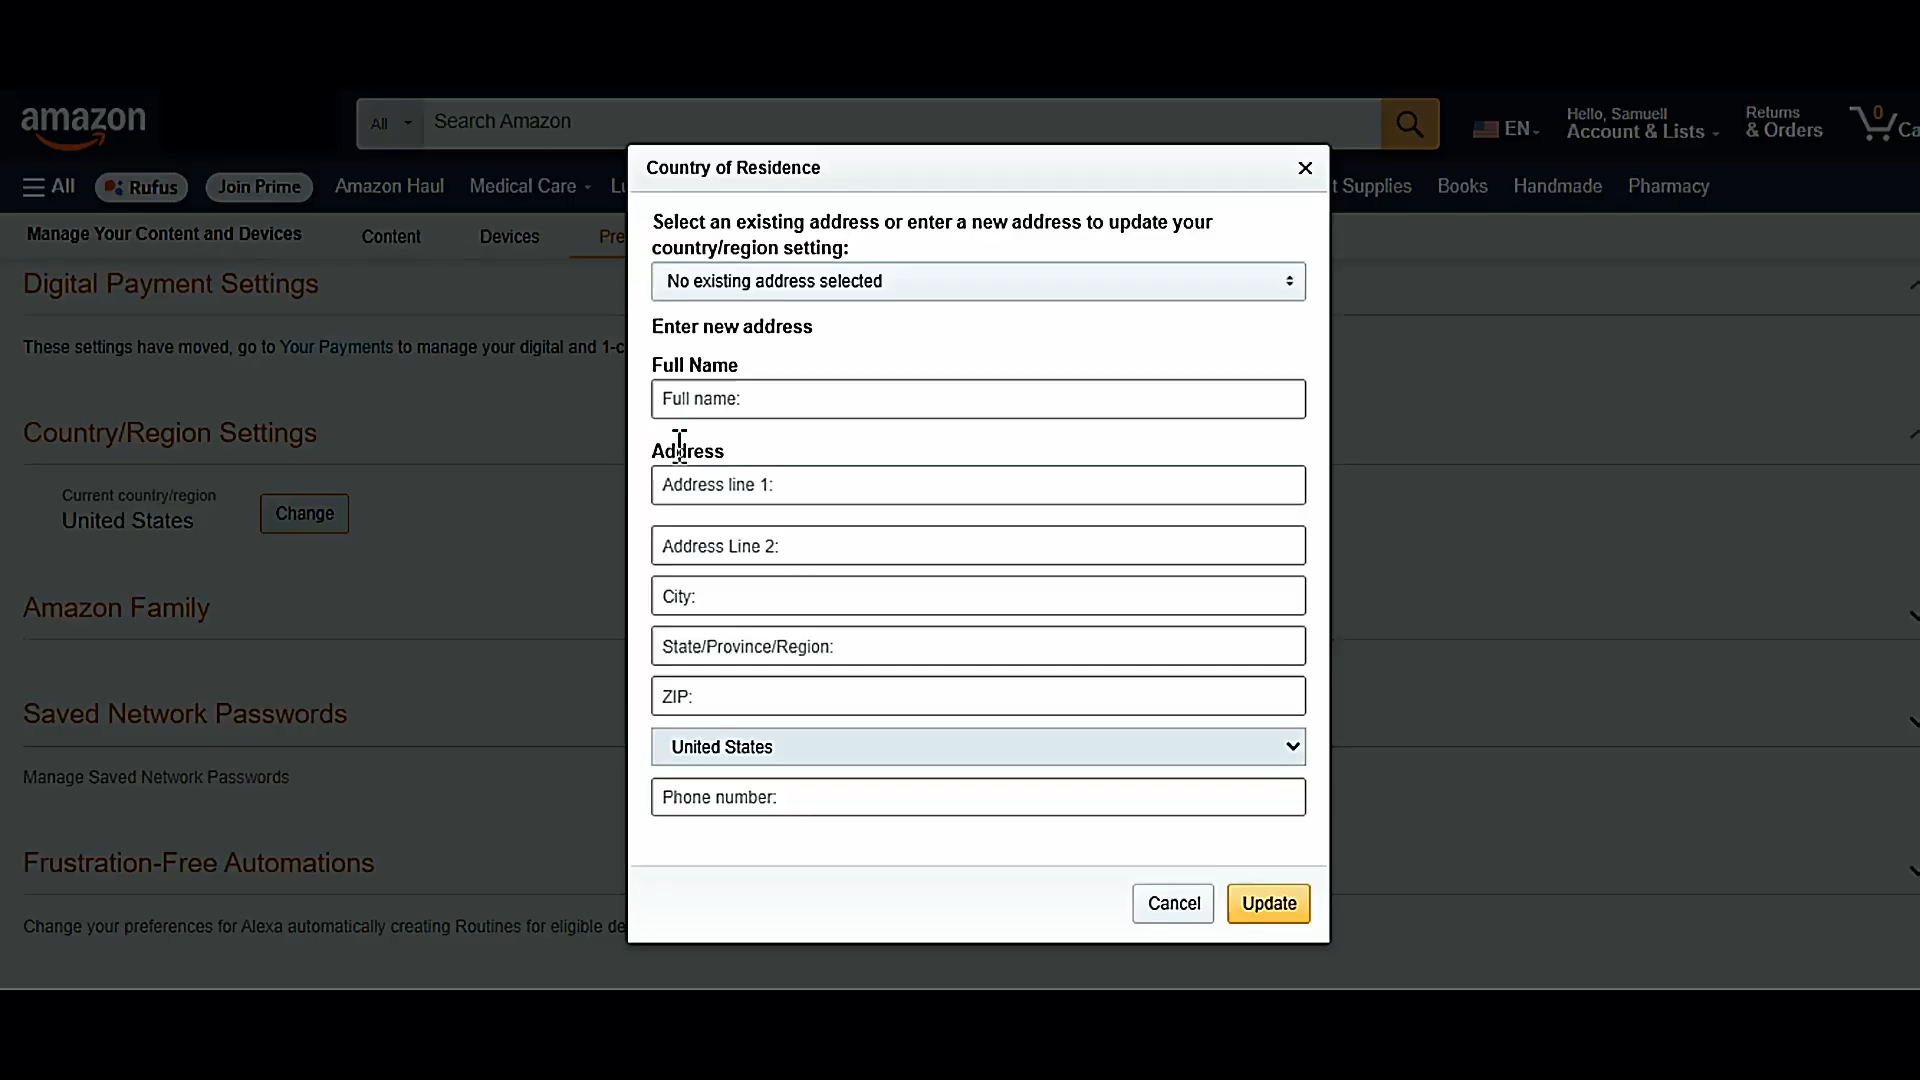 amazon
All
Search Amazon
EN
Hello, Samuell
Account & Lists
Returns
& Orders
0
Ca
All
Rufus
Join Prime
Amazon Haul
Medical Care
Lu
t Supplies
Books
Handmade
Pharmacy
Manage Your Content and Devices
Content
Devices
Pre
Digital Payment Settings
These settings have moved, go to Your Payments to manage your digital and 1-c
Country/Region Settings
Current country/region
United States
Change
Amazon Family
Saved Network Passwords
Manage Saved Network Passwords
Frustration-Free Automations
Change your preferences for Alexa automatically creating Routines for eligible de
Country of Residence
Select an existing address or enter a new address to update your
country/region setting:
No existing address selected
Enter new address
Full Name
Full name:
Address
Address line 1:
Address Line 2:
City:
State/Province/Region:
ZIP:
United States
Phone number:
Cancel
Update